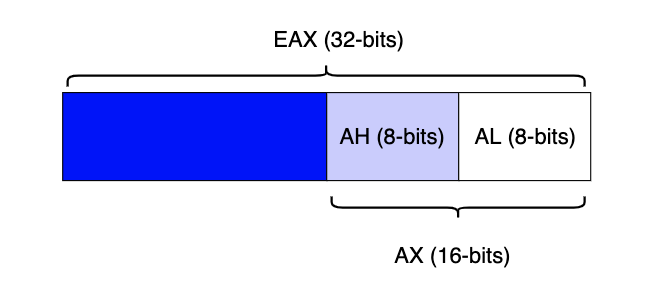 EAX (32-bits)
AH (8-bits)
AL (8-bits)
AX (16-bits)